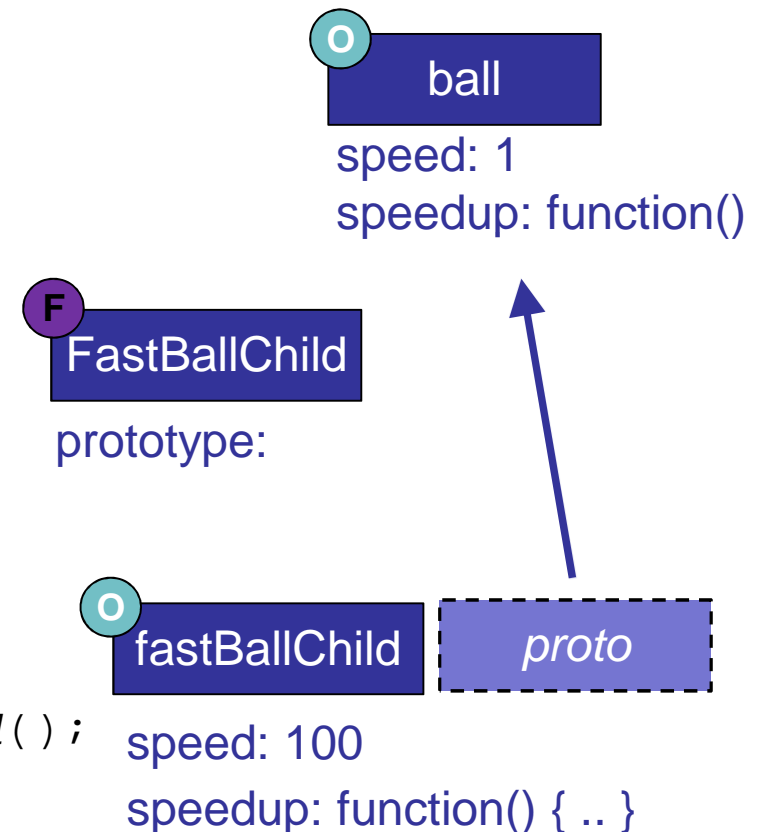 O
ball
speed: 1
speedup: function()
F
FastBallChild
prototype:
O
fastBallChild
proto
();
speed: 100
speedup: function() { .. }